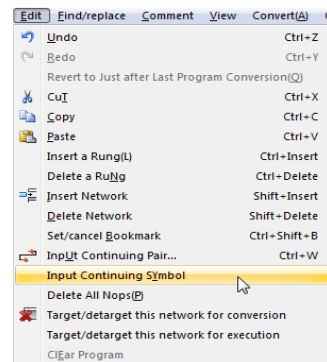 Edit Find/replace Comment View Convert(A)
Undo Ctrl+Z
Redo Ctrl+Y
Revert to Just after Last Program Conversion(Q)
CuT Ctrl+X
Copy Ctrl+C
Paste Ctrl+V
Insert a Rung(L) Ctrl+Insert
Delete a RuNg Ctrl+Delete
Insert Network Shift+Insert
Delete Network Shift+Delete
Set/cancel Bookmark Ctrl+Shift+B
InpUt Continuing Pair... Ctrl+W
Input Continuing SYmbol
Delete All Nops(P)
Target/detarget this network for conversion
Target/detarget this network for execution
ClEar Program